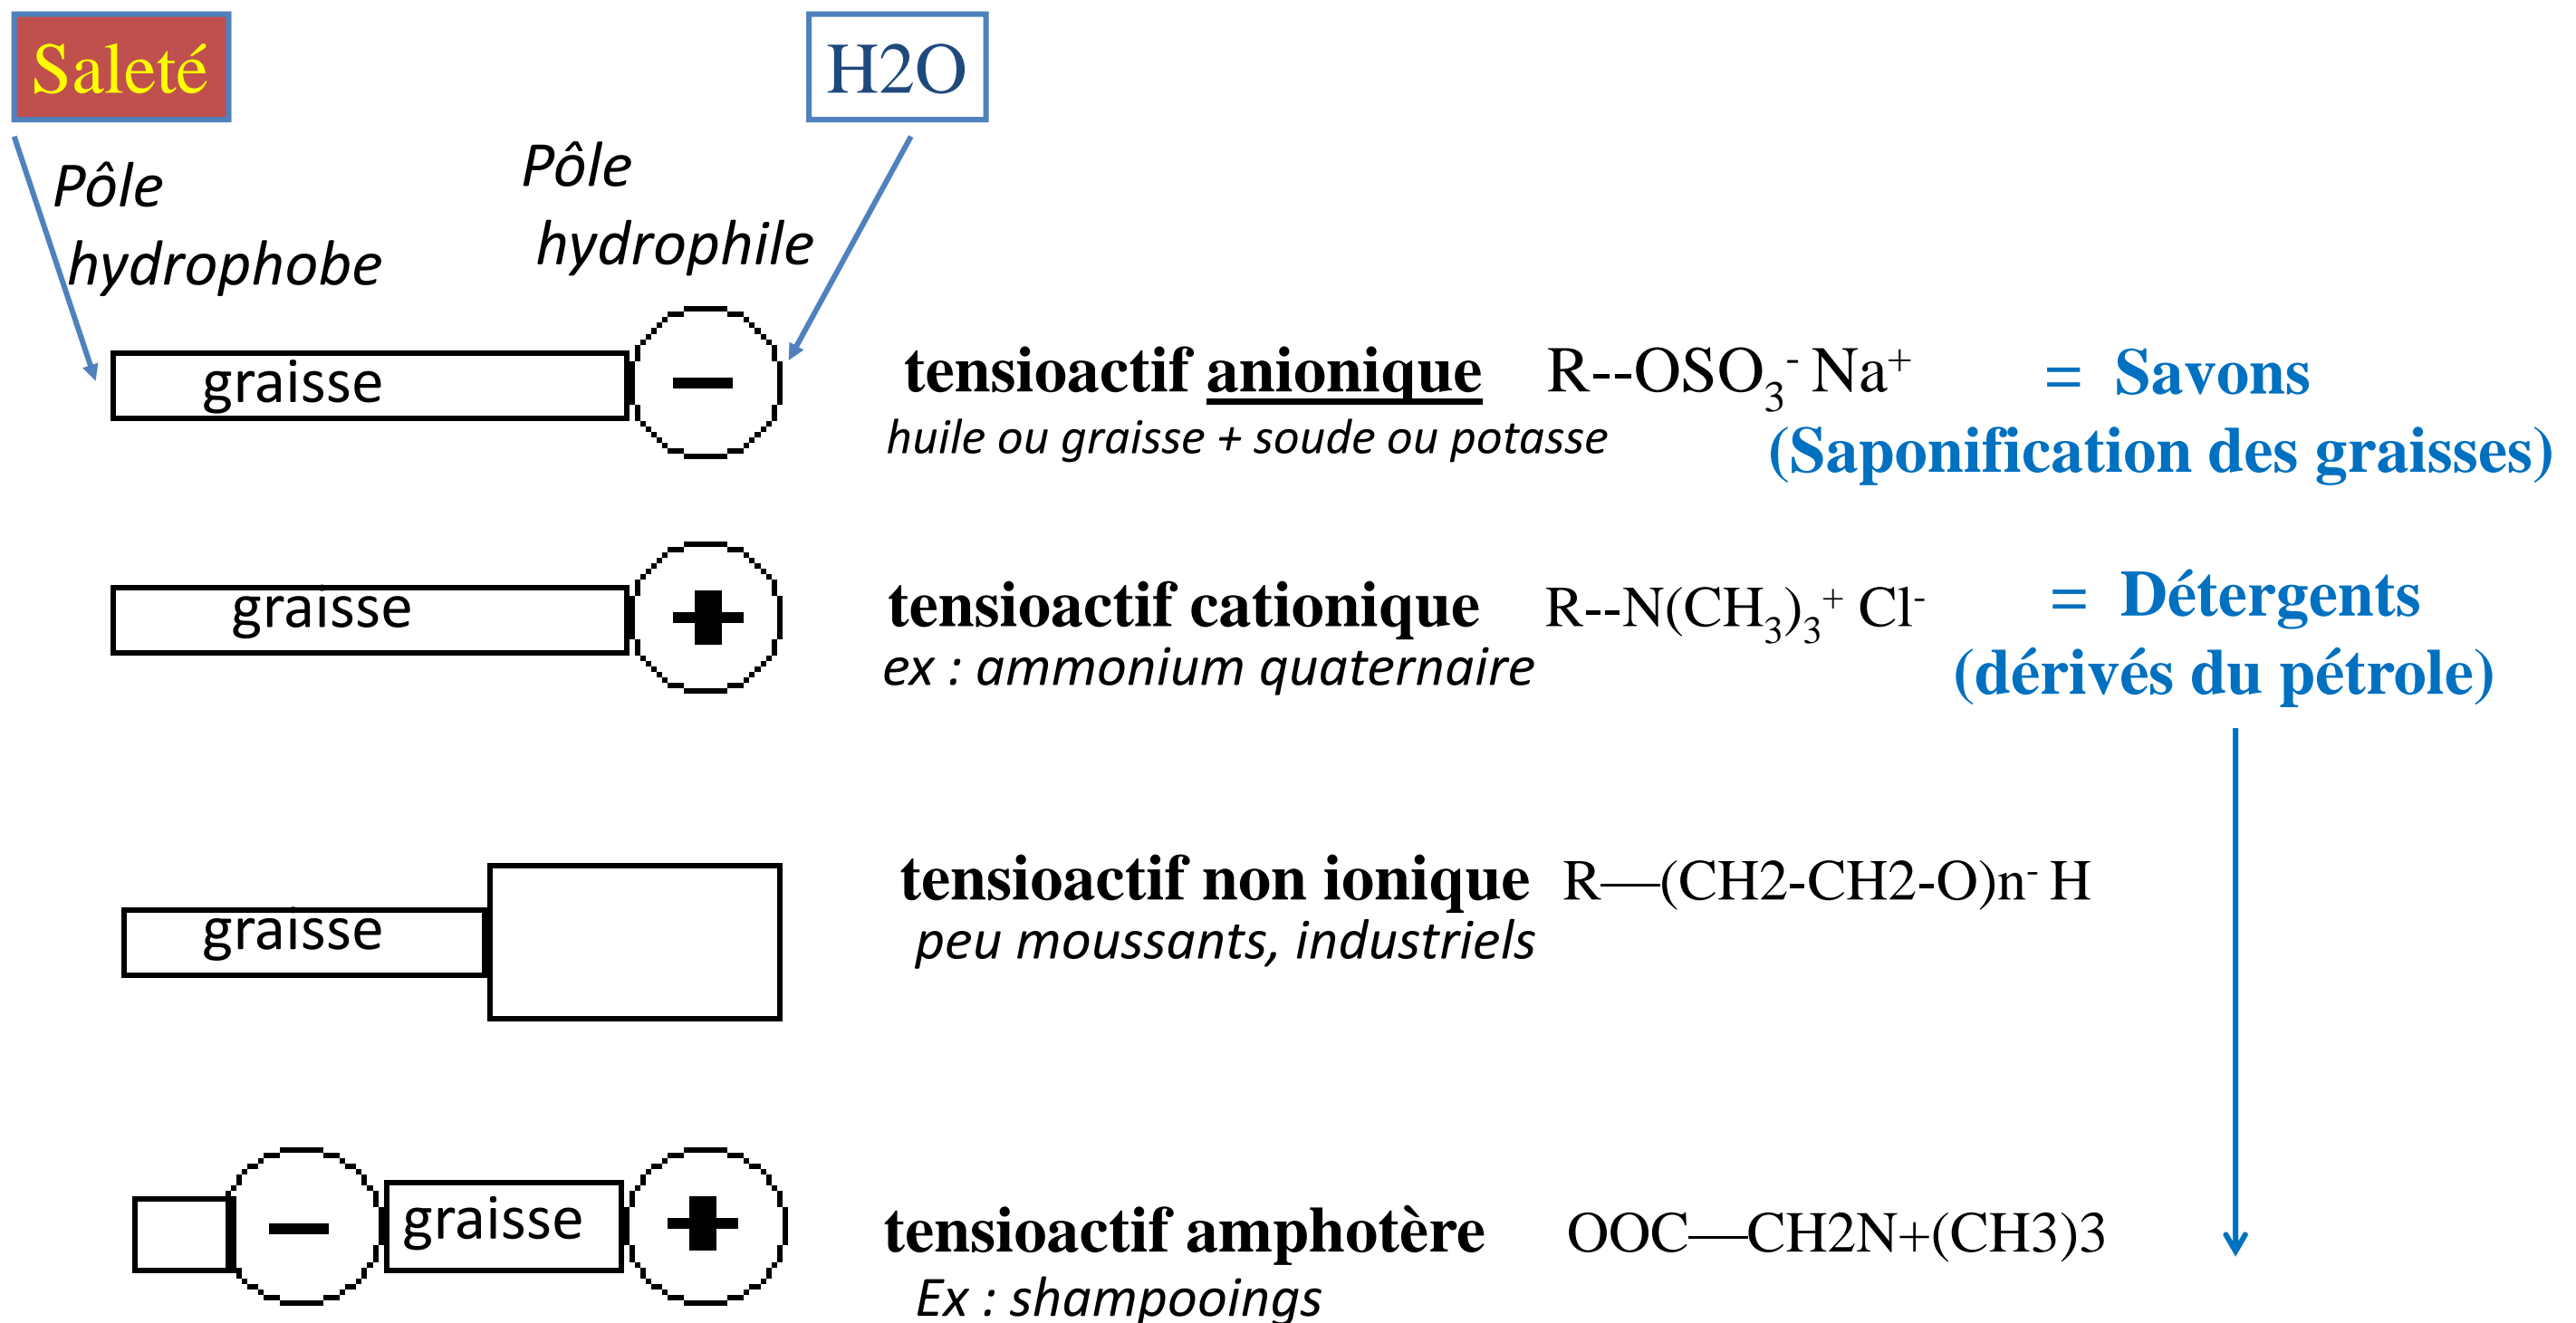 Saleté
H2O
Pôle
hydrophobe
Pôle
hydrophile
graisse
−
tensioactif anionique R--OSO₃⁻ Na⁺ = Savons
huile ou graisse + soude ou potasse (Saponification des graisses)
graisse
+
tensioactif cationique R--N(CH₃)₃⁺ Cl⁻ = Détergents
ex : ammonium quaternaire (dérivés du pétrole)
graisse
tensioactif non ionique R—(CH2-CH2-O)n⁻ H
peu moussants, industriels
− graisse +
tensioactif amphotère OOC—CH2N+(CH3)3
Ex : shampooings